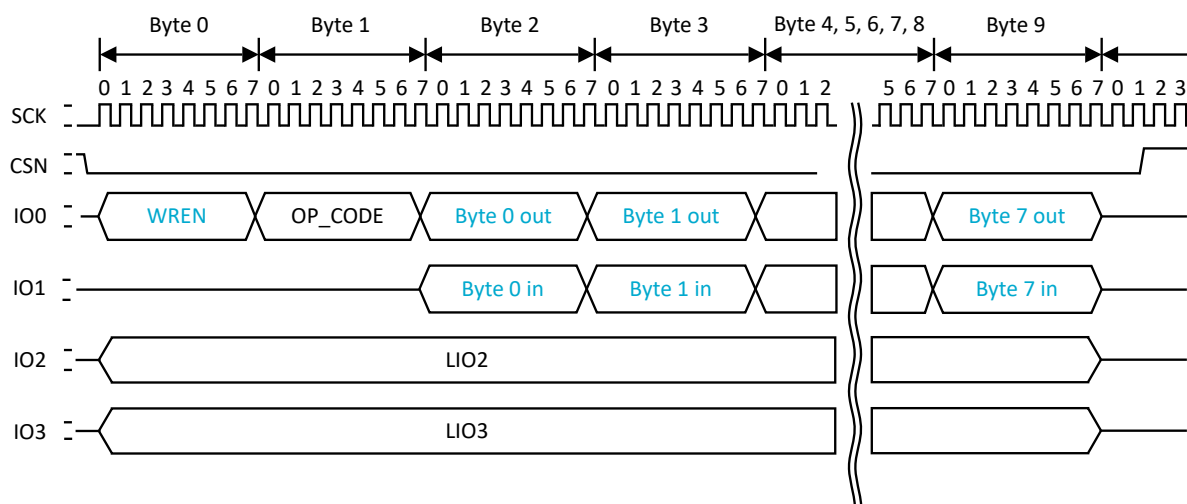 Byte 0 Byte 1 Byte 2 Byte 3 Byte 4, 5, 6, 7, 8 Byte 9
0 1 2 3 4 5 6 7 0 1 2 3 4 5 6 7 0 1 2 3 4 5 6 7 0 1 2 3 4 5 6 7 0 1 2 5 6 7 0 1 2 3 4 5 6 7 0 1 2 3
SCK
CSN
IO0 WREN OP_CODE Byte 0 out Byte 1 out Byte 7 out
IO1 Byte 0 in Byte 1 in Byte 7 in
IO2 LIO2
IO3 LIO3